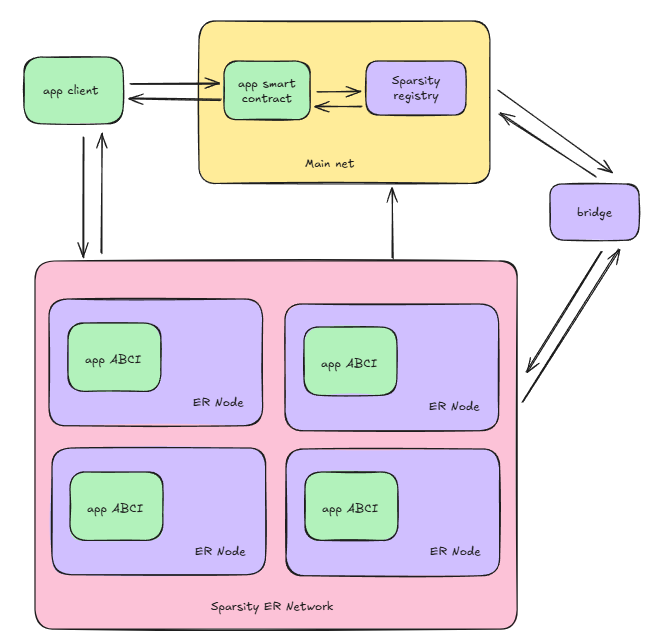 app client
app smart
contract
Sparsity
registry
Main net
bridge
app ABCI
ER Node
app ABCI
ER Node
app ABCI
ER Node
app ABCI
ER Node
Sparsity ER Network